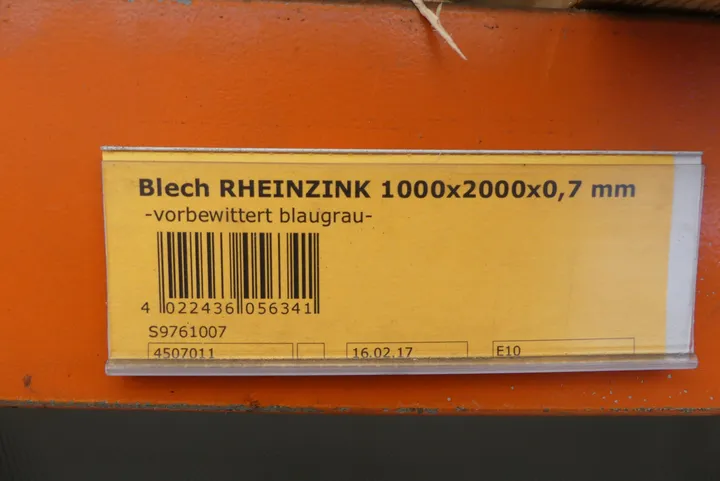 Blech RHEINZINK 1000x2000x0,7 mm
-vorbewittert blaugrau-
4 022436 056341
S9761007
4507011 16.02.17 E10